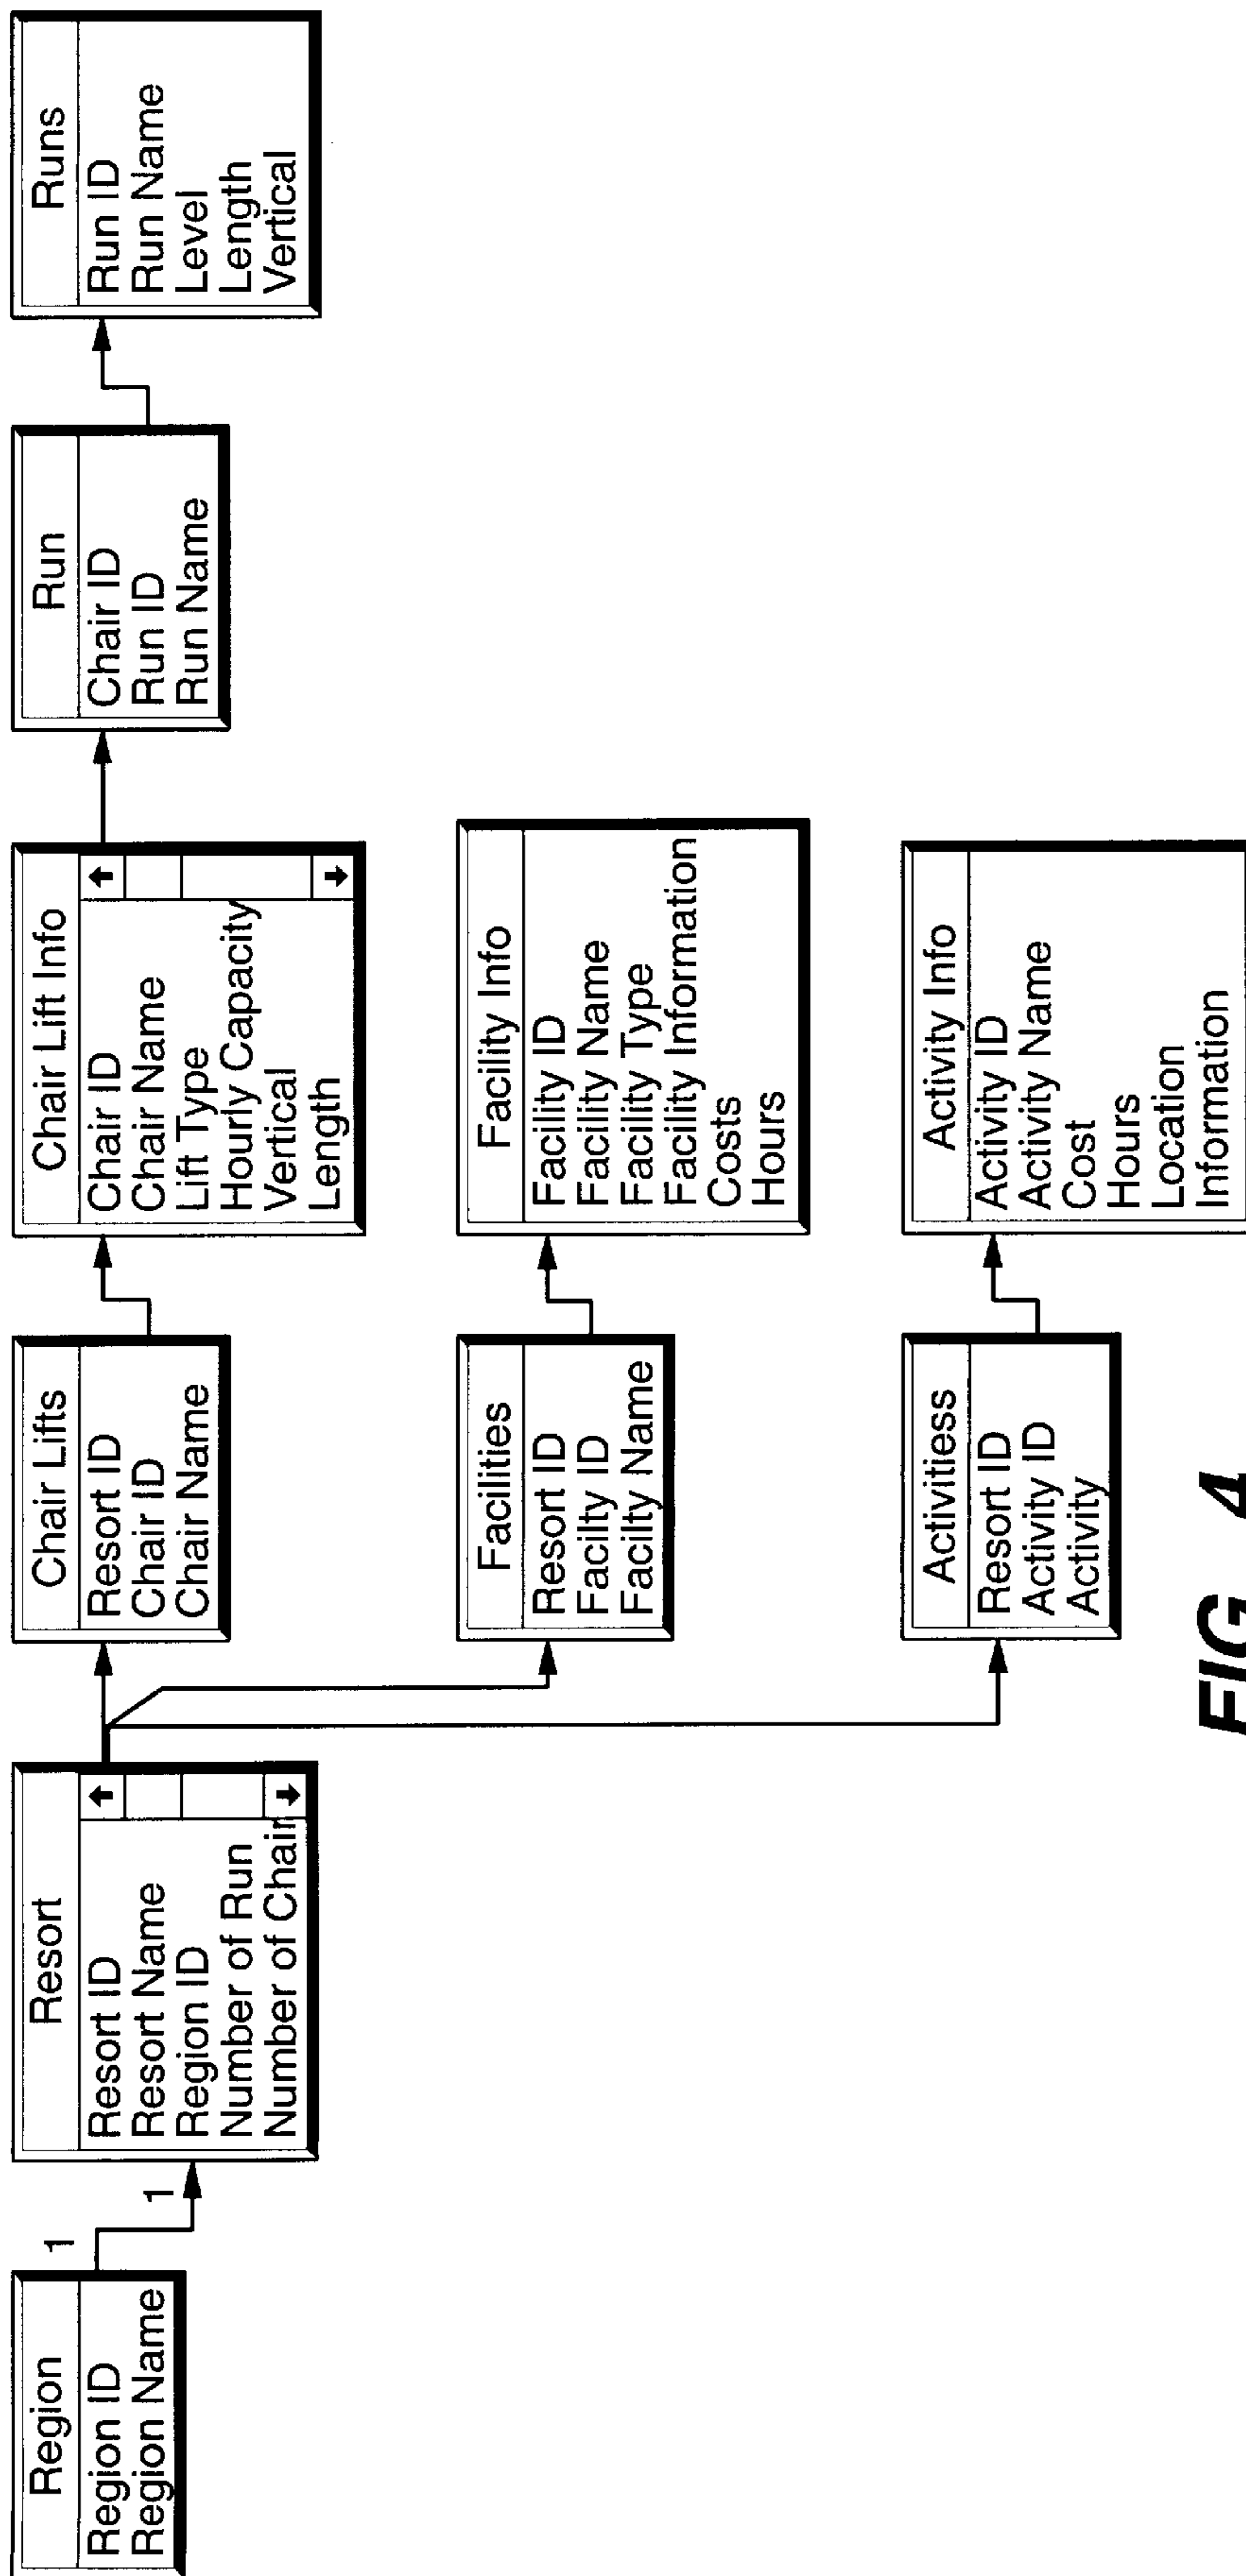 Region
Region ID
Region Name
1
1
Resort
Resort ID
Resort Name
Region ID
Number of Run
Number of Chair
Chair Lifts
Resort ID
Chair ID
Chair Name
Chair Lift Info
Chair ID
Chair Name
Lift Type
Hourly Capacity
Vertical
Length
Run
Chair ID
Run ID
Run Name
Runs
Run ID
Run Name
Level
Length
Vertical
Facilities
Resort ID
Facilty ID
Facilty Name
Facility Info
Facility ID
Facility Name
Facility Type
Facility Information
Costs
Hours
Activitiess
Resort ID
Activity ID
Activity
Activity Info
Activity ID
Activity Name
Cost
Hours
Location
Information
FIG_4